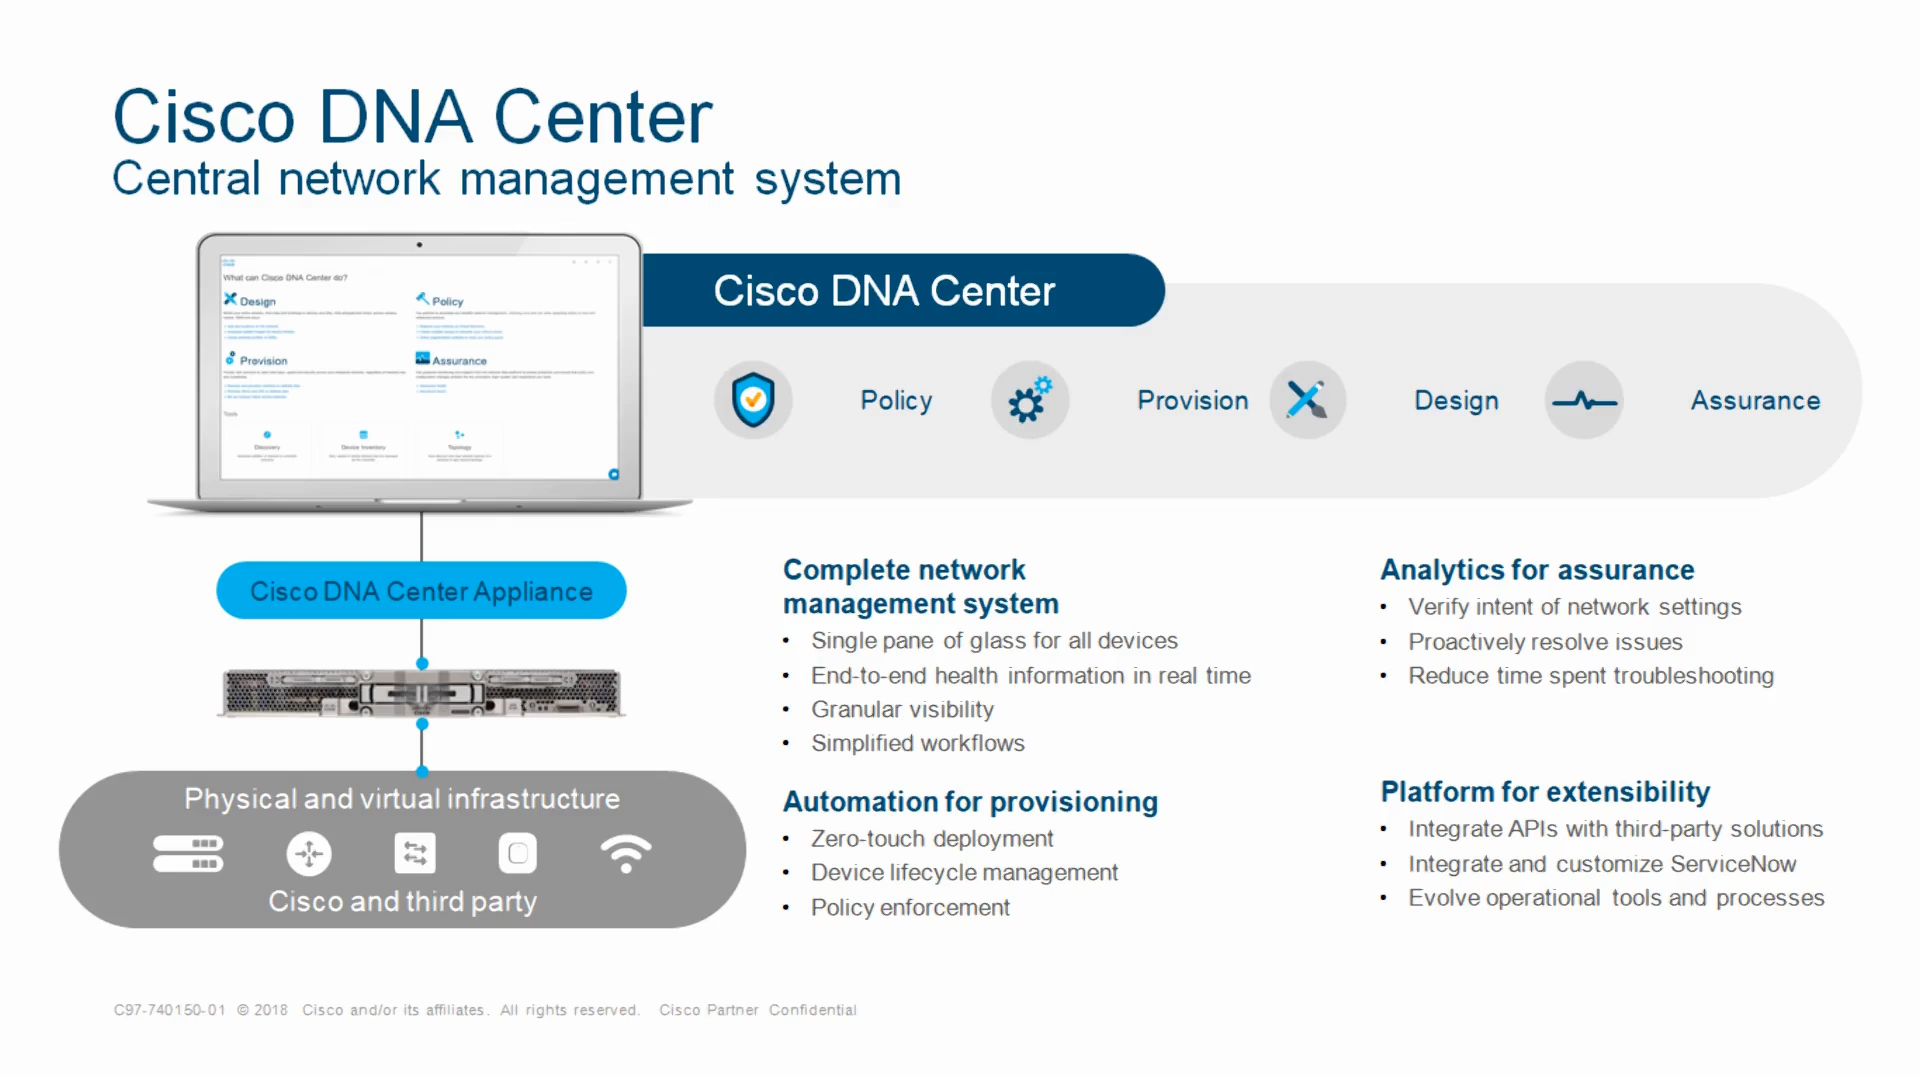 Cisco DNA Center
Central network management system
What can Cisco DNA Center do?
Design
Policy
Provision
Assurance
Tools
Discovery
Device Inventory
Topology
Cisco DNA Center
Policy
Provision
Design
Assurance
Cisco DNA Center Appliance
Physical and virtual infrastructure
Cisco and third party
Complete network
management system
• Single pane of glass for all devices
• End-to-end health information in real time
• Granular visibility
• Simplified workflows
Automation for provisioning
• Zero-touch deployment
• Device lifecycle management
• Policy enforcement
Analytics for assurance
• Verify intent of network settings
• Proactively resolve issues
• Reduce time spent troubleshooting
Platform for extensibility
• Integrate APIs with third-party solutions
• Integrate and customize ServiceNow
• Evolve operational tools and processes
C97-740150-01 © 2018 Cisco and/or its affiliates. All rights reserved. Cisco Partner Confidential